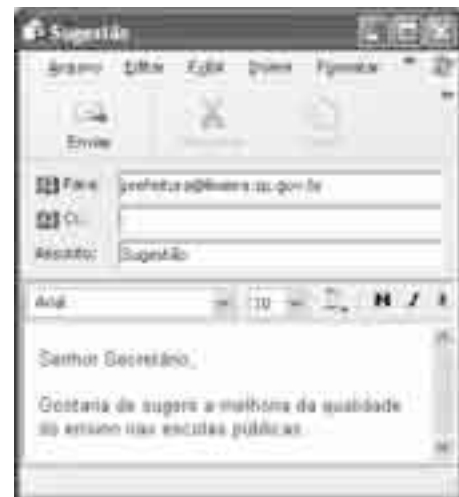 Sugestão
Arquivo Editar Exibir Inserir Formatar
Enviar
Para:
Cc:
Assunto: Sugestão
Arial 10 N I
Senhor Secretário,
Gostaria de sugerir a melhoria da qualidade
do ensino nas escolas públicas.